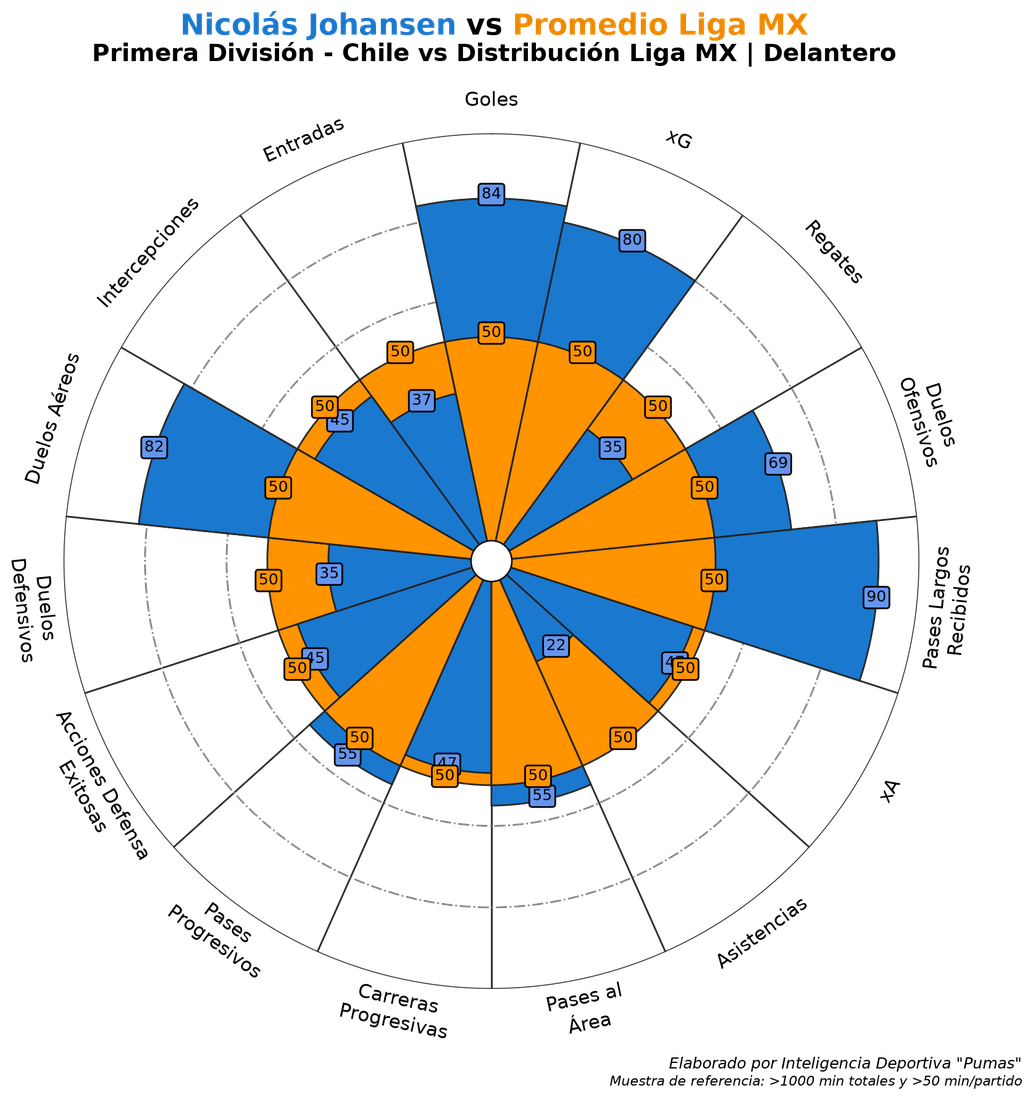 Nicolás Johansen vs Promedio Liga MX
Primera División - Chile vs Distribución Liga MX | Delantero
Goles
xG
Regates
Duelos
Ofensivos
Pases Largos
Recibidos
xA
Asistencias
Pases al
Área
Carreras
Progresivas
Pases
Progresivos
Acciones Defensa
Exitosas
Duelos
Defensivos
Duelos Aéreos
Intercepciones
Entradas
84
50
80
50
35
50
69
50
90
50
47
50
22
50
55
50
47
50
55
50
45
50
35
50
82
50
45
50
37
50
Elaborado por Inteligencia Deportiva "Pumas"
Muestra de referencia: >1000 min totales y >50 min/partido